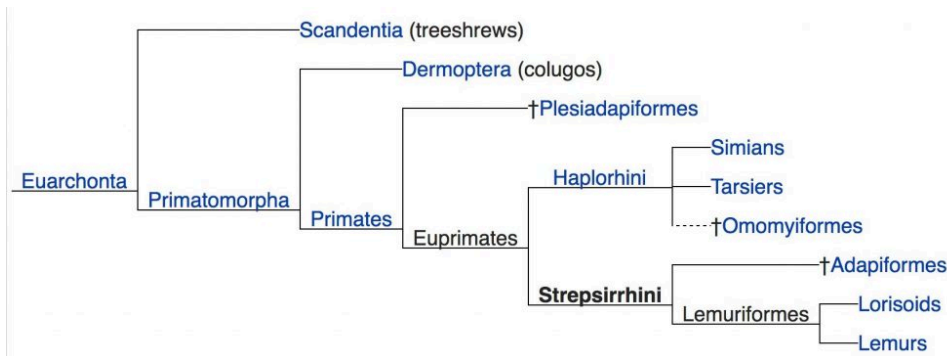 Scandentia (treeshrews)
Dermoptera (colugos)
†Plesiadapiformes
Simians
Haplorhini
Tarsiers
Euarchonta
Primatomorpha
Primates
†Omomyiformes
Euprimates
†Adapiformes
Strepsirrhini
Lorisoids
Lemuriformes
Lemurs